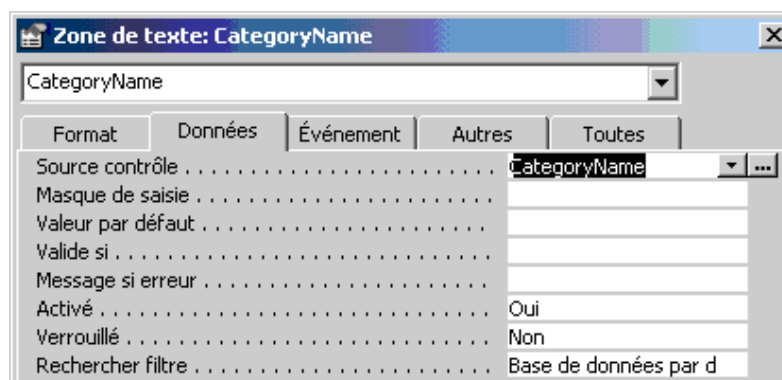 Zone de texte: CategoryName
CategoryName
Format Données Événement Autres Toutes
Source contrôle . . . . . . . . . . . . . . . . . . . . . . . . . CategoryName ...
Masque de saisie . . . . . . . . . . . . . . . . . . . . . . . .
Valeur par défaut . . . . . . . . . . . . . . . . . . . . . . .
Valide si . . . . . . . . . . . . . . . . . . . . . . . . . . . . . .
Message si erreur . . . . . . . . . . . . . . . . . . . . . . .
Activé . . . . . . . . . . . . . . . . . . . . . . . . . . . . . . . Oui
Verrouillé . . . . . . . . . . . . . . . . . . . . . . . . . . . . . Non
Rechercher filtre . . . . . . . . . . . . . . . . . . . . . . . . Base de données par d